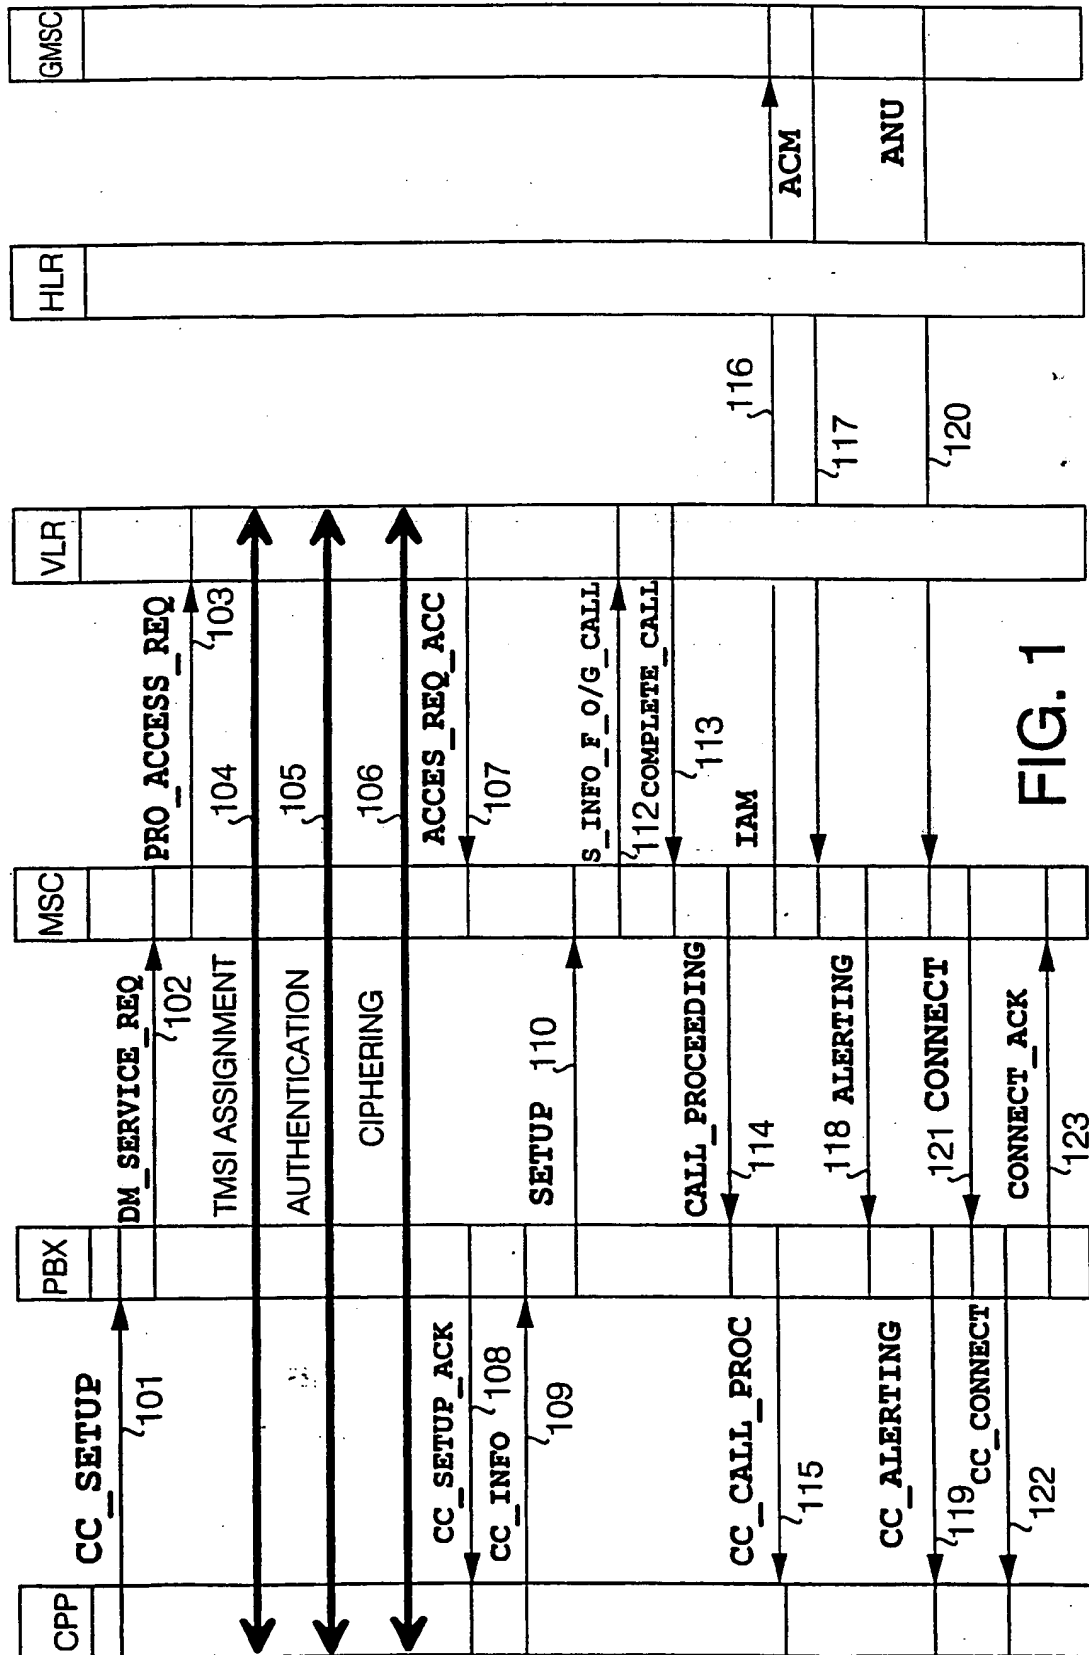 CPP
PBX
MSC
VLR
HLR
GMSC
CC_SETUP
101
DM_SERVICE_REQ
102
PRO_ACCESS_REQ
103
TMSI ASSIGNMENT
104
AUTHENTICATION
105
CIPHERING
106
ACCES_REQ_ACC
107
CC_SETUP_ACK
108
CC_INFO
109
SETUP
110
S_INFO_F_O/G_CALL
112
COMPLETE_CALL
113
CALL_PROCEEDING
114
CC_CALL_PROC
115
IAM
116
ACM
117
118
ALERTING
CC_ALERTING
119
ANU
120
121
CONNECT
CC_CONNECT
122
CONNECT_ACK
123
FIG. 1